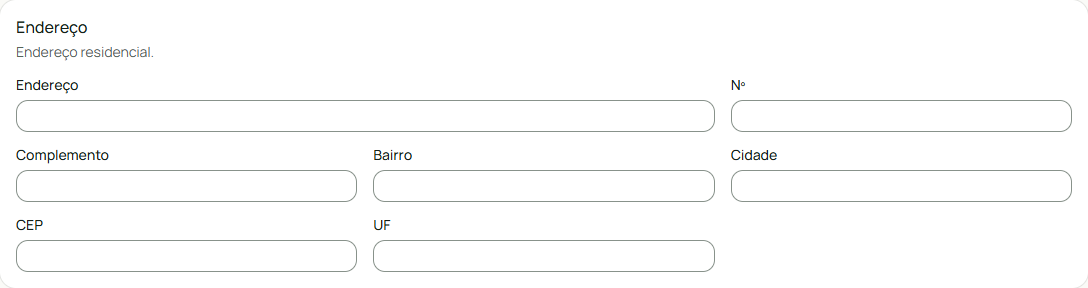 Endereço
Endereço residencial.
Endereço Nº
Complemento Bairro Cidade
CEP UF